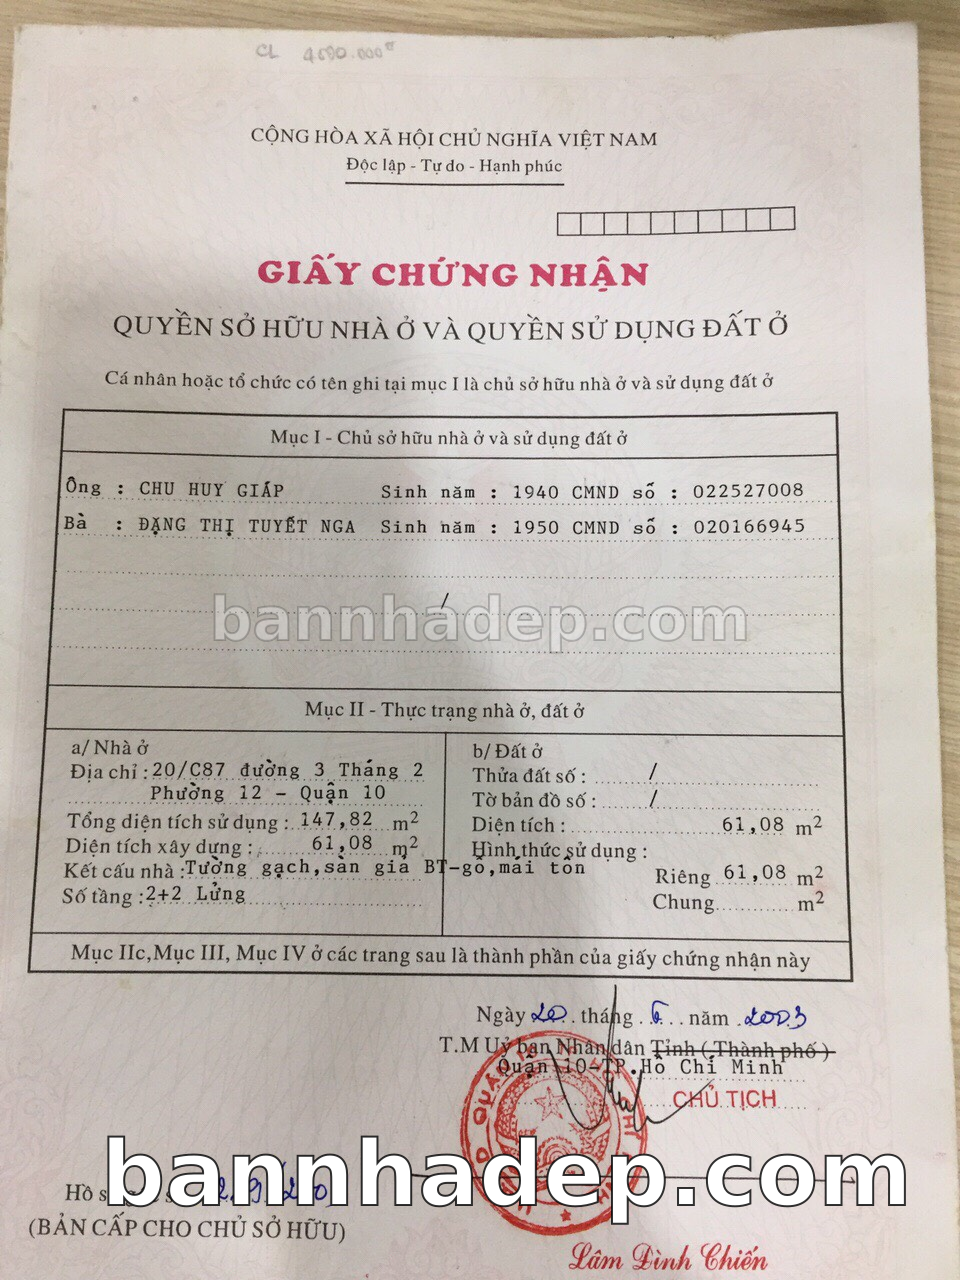 CL 4690.000đ
CỘNG HÒA XÃ HỘI CHỦ NGHĨA VIỆT NAM
Độc lập - Tự do - Hạnh phúc
GIẤY CHỨNG NHẬN
QUYỀN SỞ HỮU NHÀ Ở VÀ QUYỀN SỬ DỤNG ĐẤT Ở
Cá nhân hoặc tổ chức có tên ghi tại mục I là chủ sở hữu nhà ở và sử dụng đất ở
Mục I - Chủ sở hữu nhà ở và sử dụng đất ở
Ông : CHU HUY GIÁP Sinh năm : 1940 CMND số : 022527008
Bà : ĐẶNG THỊ TUYẾT NGA Sinh năm : 1950 CMND số : 020166945
/
bannhadep.com
Mục II - Thực trạng nhà ở, đất ở
a/ Nhà ở
Địa chỉ : 20/C87 đường 3 Tháng 2
Phường 12 - Quận 10
Tổng diện tích sử dụng : 147,82 m2
Diện tích xây dựng : 61,08 m2
Kết cấu nhà : Tường gạch,sàn giả BT-gỗ,mái tôn
Số tầng : 2+2 Lửng
b/ Đất ở
Thửa đất số : /
Tờ bản đồ số : /
Diện tích : 61,08 m2
Hình thức sử dụng :
Riêng 61,08 m2
Chung m2
Mục IIc,Mục III, Mục IV ở các trang sau là thành phần của giấy chứng nhận này
Ngày 20 tháng 6 năm 2003
T.M Uỷ ban Nhân dân Tỉnh ( Thành phố )
Quận 10-TP.Hồ Chí Minh
CHỦ TỊCH
bannhadep.com
Hồ s
(BẢN CẤP CHO CHỦ SỞ HỮU)
Lâm Đình Chiến